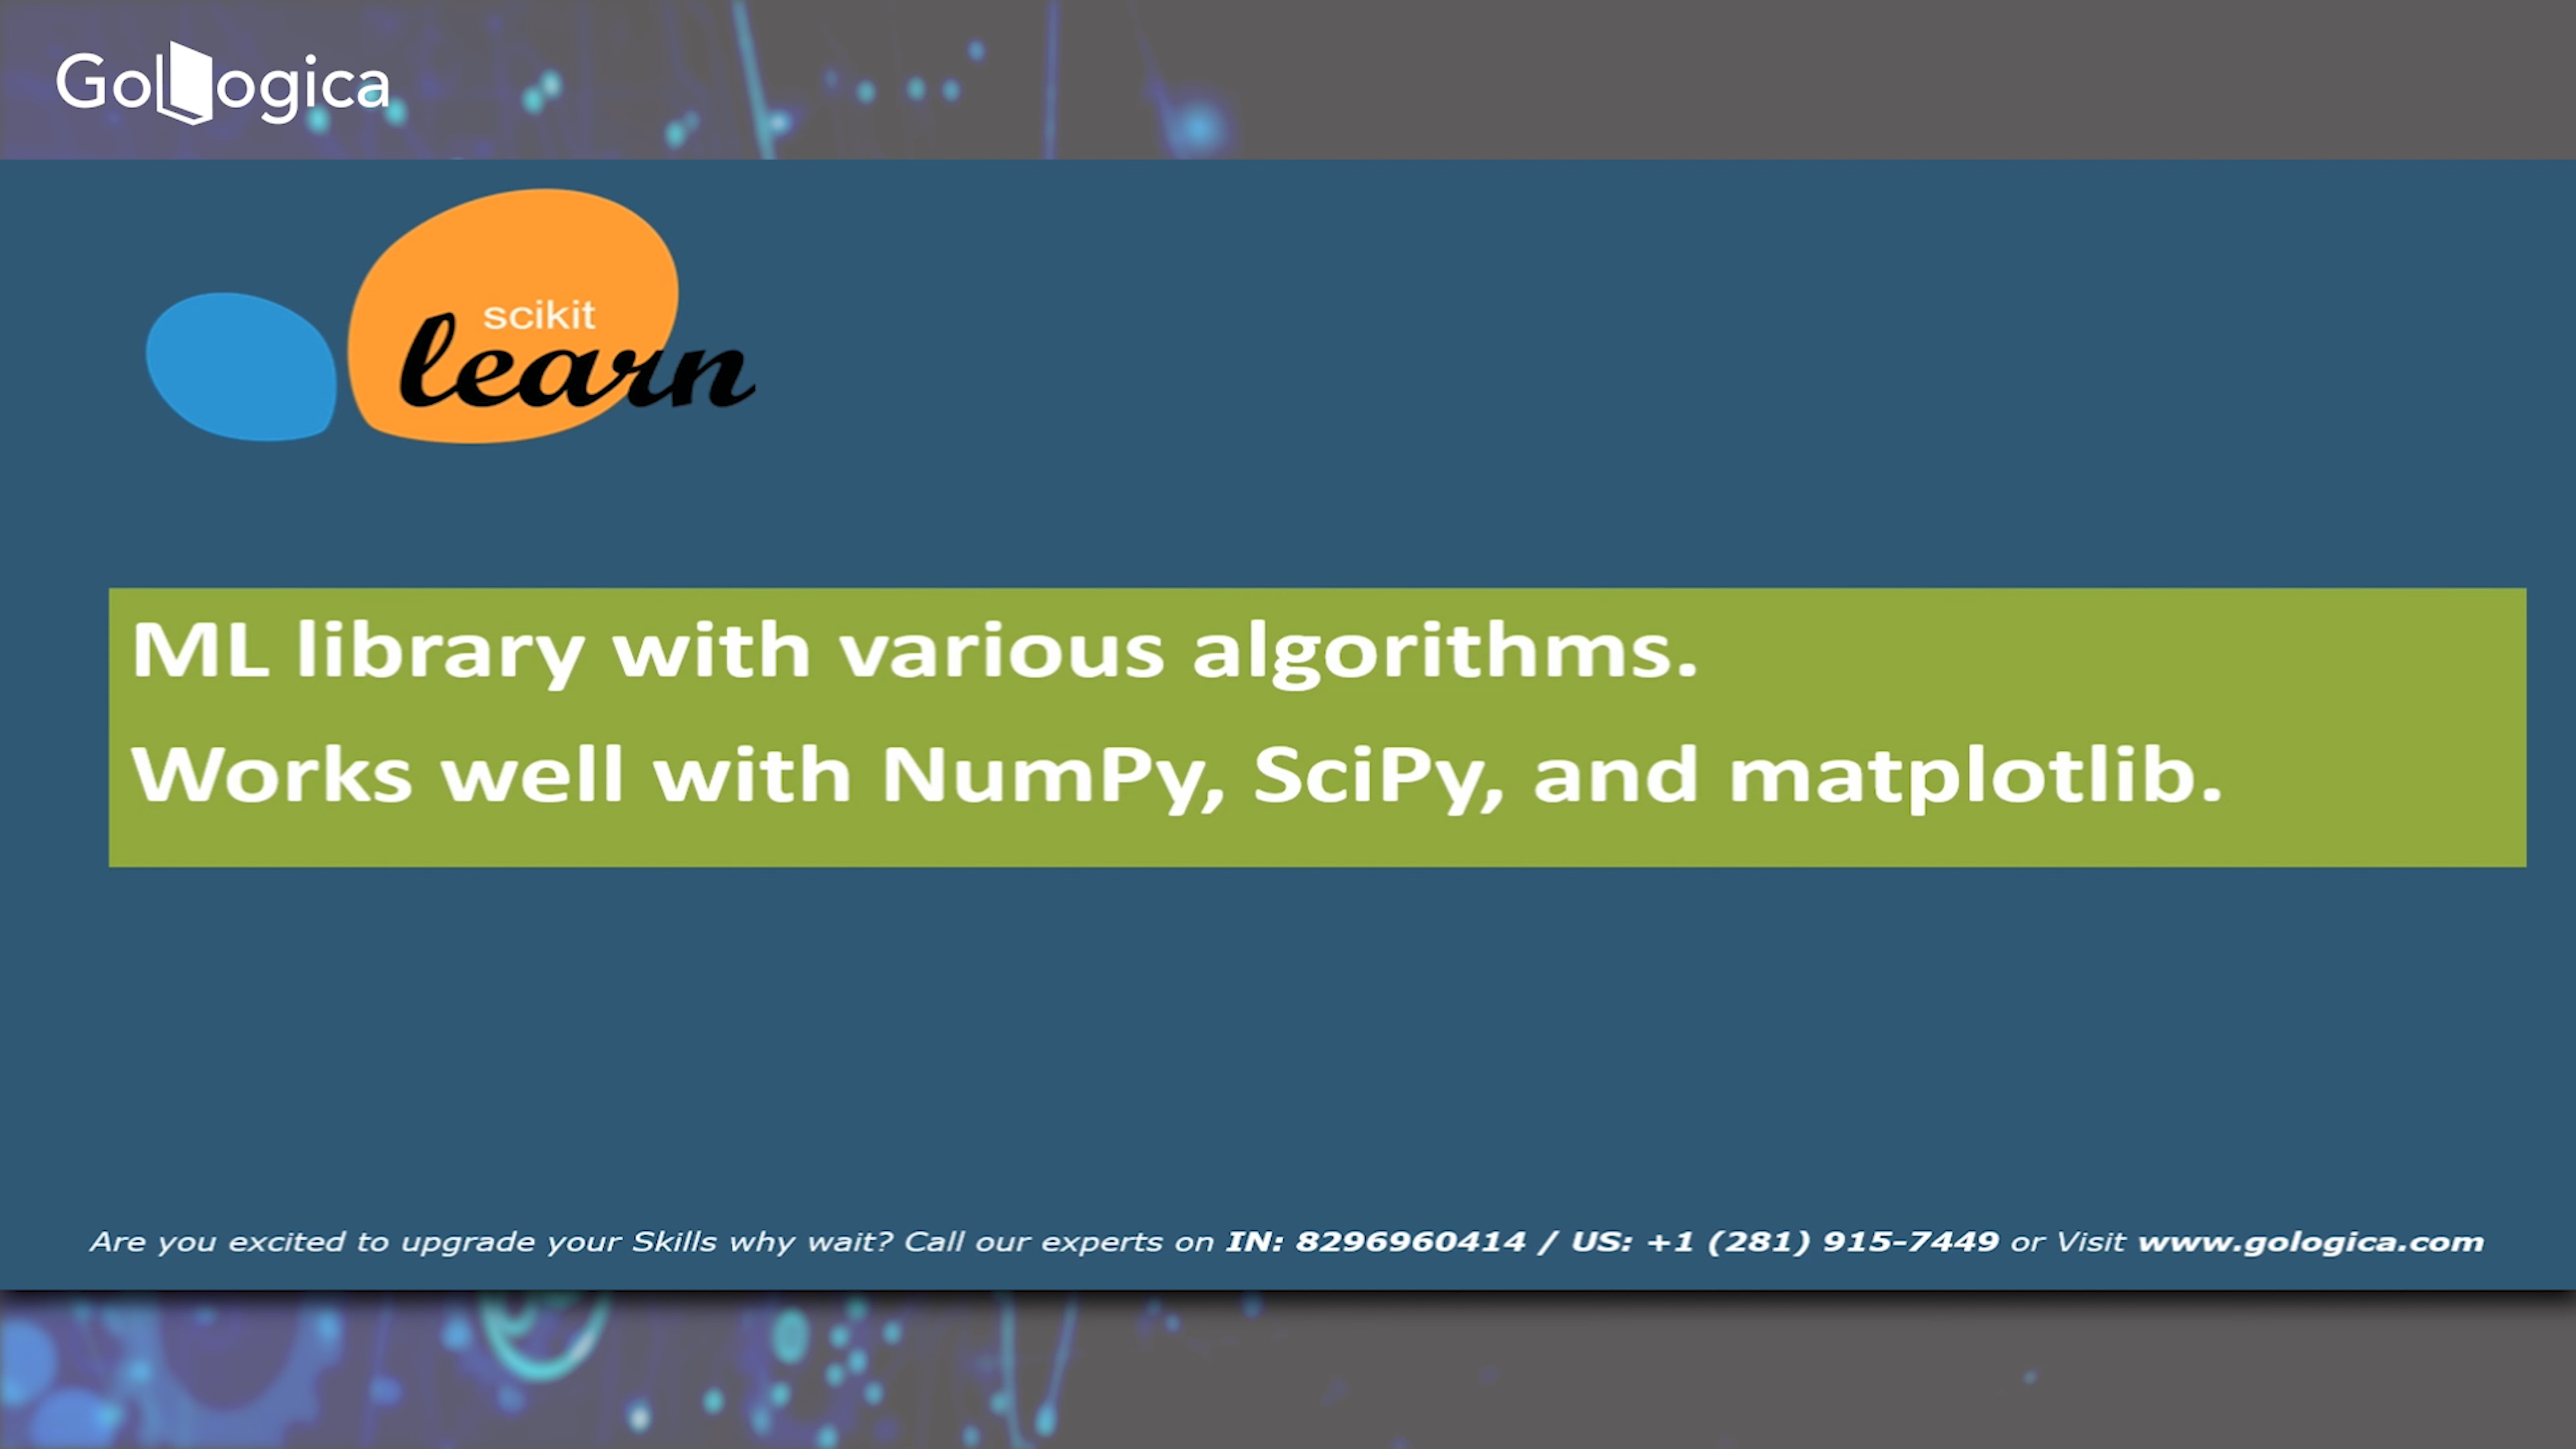 GoLogica
scikit
learn
ML library with various algorithms.
Works well with NumPy, SciPy, and matplotlib.
Are you excited to upgrade your Skills why wait? Call our experts on IN: 8296960414 / US: +1 (281) 915-7449 or Visit www.gologica.com